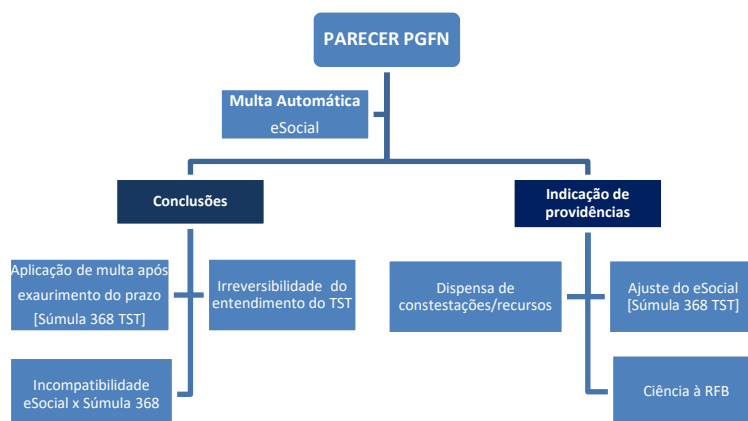 PARECER PGFN
Multa Automática
eSocial
Conclusões
Indicação de
providências
Aplicação de multa após
exaurimento do prazo
[Súmula 368 TST]
Irreversibilidade do
entendimento do TST
Dispensa de
constestações/recursos
Ajuste do eSocial
[Súmula 368 TST]
Incompatibilidade
eSocial x Súmula 368
Ciência à RFB